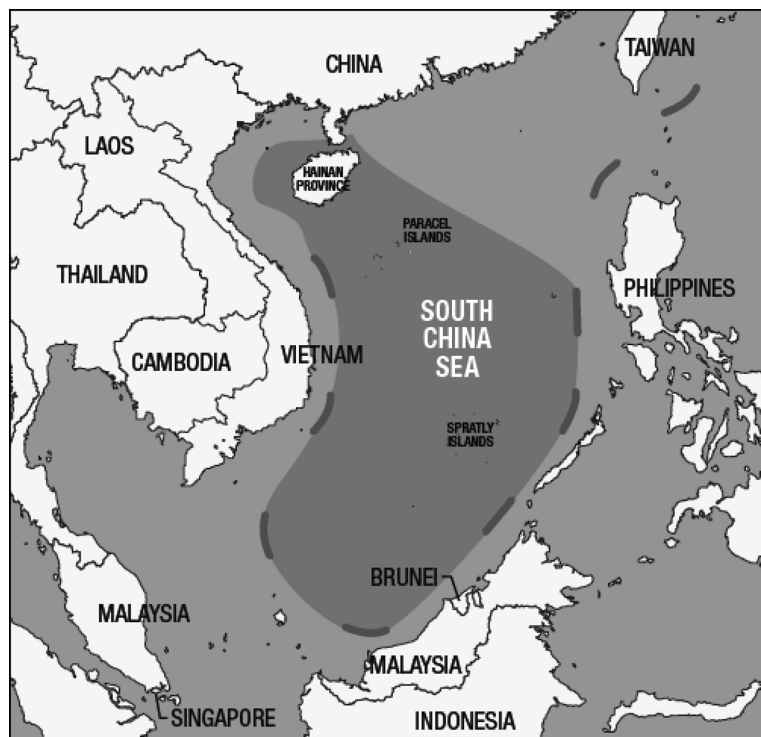 TAIWAN
CHINA
LAOS
HAINAN
PROVINCE
PARACEL
ISLANDS
THAILAND
PHILIPPINES
SOUTH
CHINA
SEA
VIETNAM
CAMBODIA
SPRATLY
ISLANDS
BRUNEI
MALAYSIA
MALAYSIA
SINGAPORE
INDONESIA